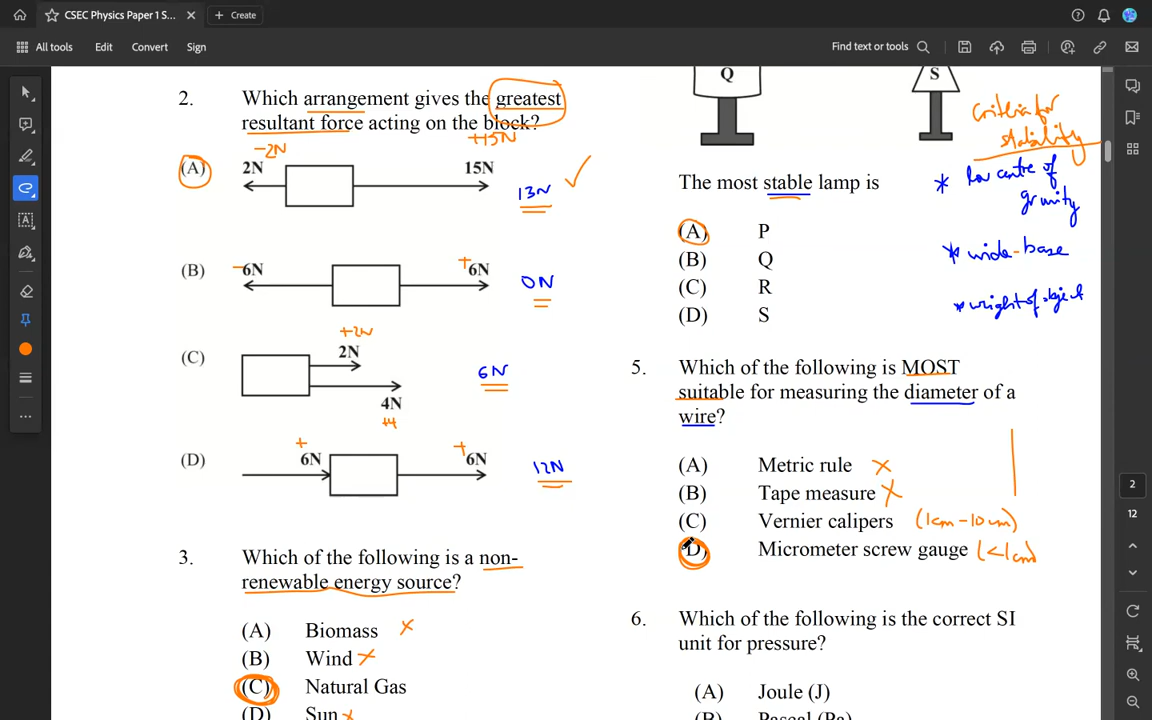 CSEC Physics Paper 1 S...
Create
All tools
Edit
Convert
Sign
Find text or tools
2.
Which arrangement gives the greatest
resultant force acting on the block?
+15N
-2N
(A)
2N
15N
13N
(B)
-6N
+6N
0N
+2N
(C)
2N
6N
4N
+4
(D)
+
6N
+
6N
12N
3.
Which of the following is a non-
renewable energy source?
(A)
Biomass
(B)
Wind
(C)
Natural Gas
(D)
Sun
Q
S
criteria for
stability
* low centre of
gravity
* wide-base
* weight of object
The most stable lamp is
(A)
P
(B)
Q
(C)
R
(D)
S
5.
Which of the following is MOST
suitable for measuring the diameter of a
wire?
(A)
Metric rule
(B)
Tape measure
(C)
Vernier calipers
(1cm-10cm)
(D)
Micrometer screw gauge
(<1cm)
6.
Which of the following is the correct SI
unit for pressure?
(A)
Joule (J)
(B)
Pascal (Pa)
2
12